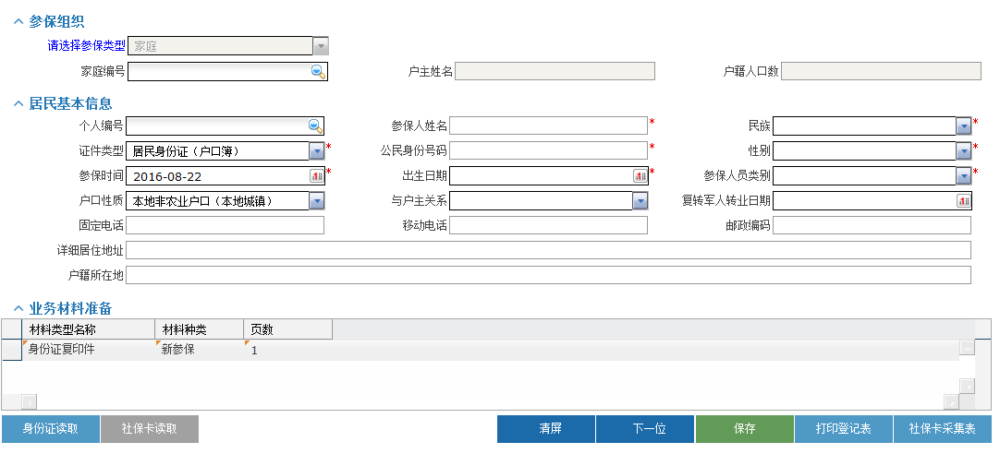 参保组织
请选择参保类型 家庭
家庭编号 户主姓名 户籍人口数
居民基本信息
个人编号 参保人姓名 * 民族 *
证件类型 居民身份证（户口簿） * 公民身份号码 * 性别 *
参保时间 2016-08-22 * 出生日期 * 参保人员类别 *
户口性质 本地非农业户口（本地城镇） 与户主关系 复转军人转业日期
固定电话 移动电话 邮政编码
详细居住地址
户籍所在地
业务材料准备
材料类型名称 材料种类 页数
身份证复印件 新参保 1
身份证读取 社保卡读取 清屏 下一位 保存 打印登记表 社保卡采集表